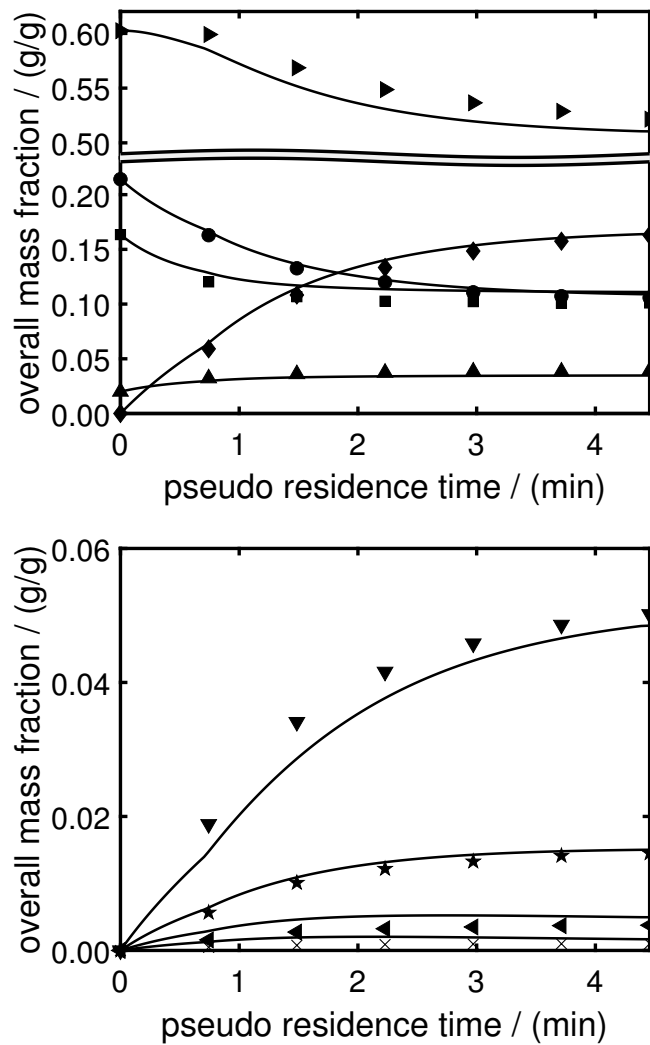 overall mass fraction / (g/g)
0.60
0.55
0.50
0.20
0.15
0.10
0.05
0.00
0 1 2 3 4
pseudo residence time / (min)
overall mass fraction / (g/g)
0.06
0.04
0.02
0.00
0 1 2 3 4
pseudo residence time / (min)